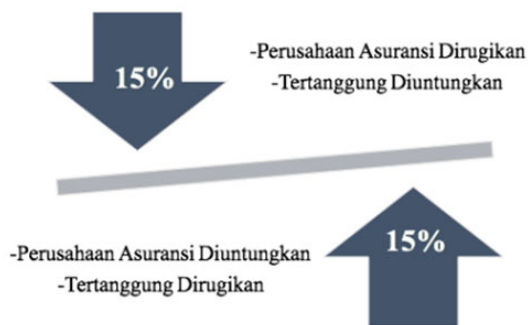 15%
-Perusahaan Asuransi Dirugikan
-Tertanggung Diuntungkan
-Perusahaan Asuransi Diuntungkan
-Tertanggung Dirugikan
15%